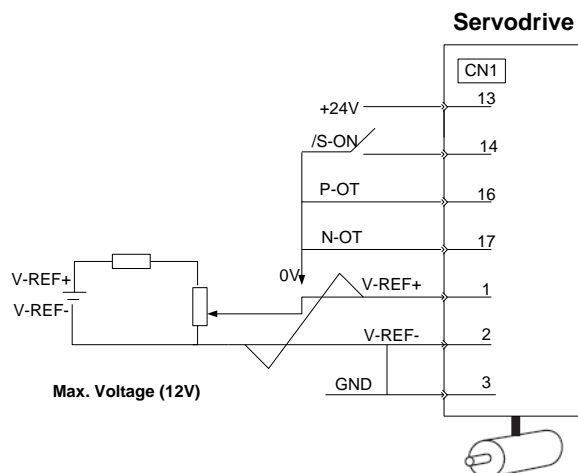 Servodrive
CN1
+24V 13
/S-ON 14
P-OT 16
N-OT 17
0V
V-REF+ V-REF+ 1
V-REF- V-REF- 2
Max. Voltage (12V) GND 3